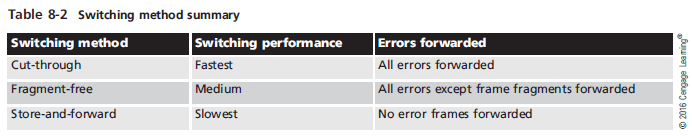 Table 8-2 Switching method summary
Switching method Switching performance Errors forwarded
Cut-through Fastest All errors forwarded
Fragment-free Medium All errors except frame fragments forwarded
Store-and-forward Slowest No error frames forwarded
© 2016 Cengage Learning®